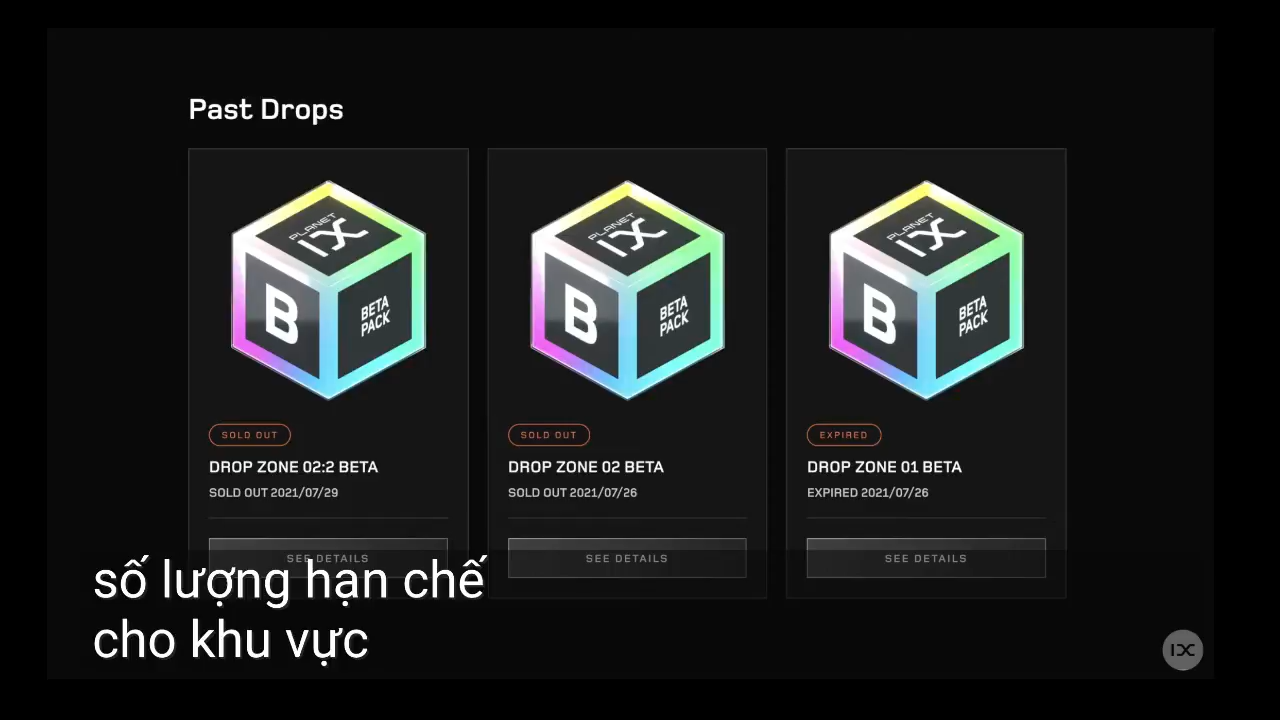 Past Drops
PLANET
IX
B
BETA
PACK
SOLD OUT
DROP ZONE 02:2 BETA
SOLD OUT 2021/07/29
SEE DETAILS
PLANET
IX
B
BETA
PACK
SOLD OUT
DROP ZONE 02 BETA
SOLD OUT 2021/07/26
SEE DETAILS
PLANET
IX
B
BETA
PACK
EXPIRED
DROP ZONE 01 BETA
EXPIRED 2021/07/26
SEE DETAILS
số lượng hạn chế
cho khu vực
IX